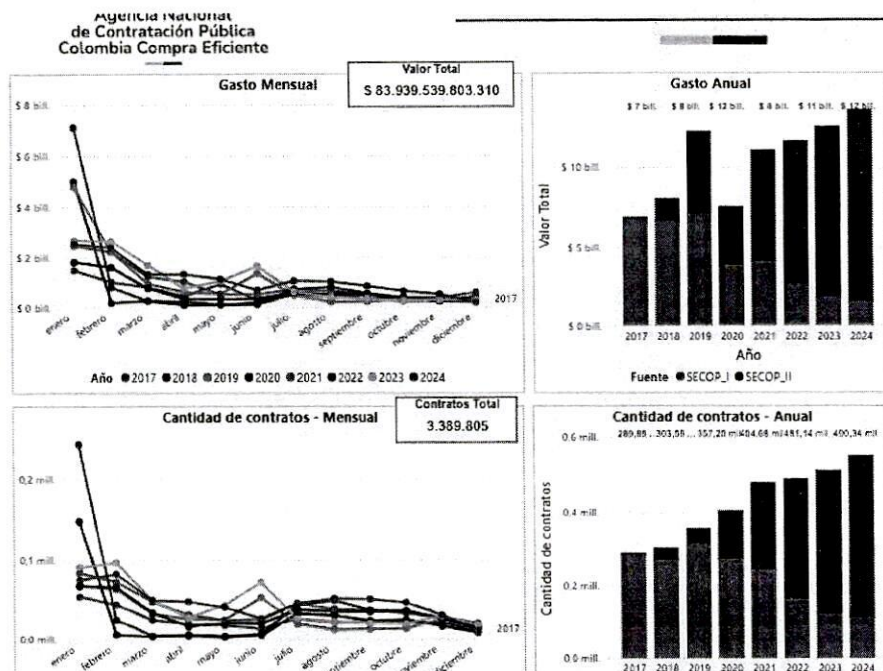 Agencia Nacional
de Contratación Pública
Colombia Compra Eficiente
Gasto Mensual
Valor Total
$ 83.939.539.803.310
$ 8 bill.
$ 6 bill.
$ 4 bill.
$ 2 bill.
$ 0 bill.
2017
enero febrero marzo abril mayo junio julio agosto septiembre octubre noviembre diciembre
Año 2017 2018 2019 2020 2021 2022 2023 2024
Gasto Anual
$ 7 bill. $ 8 bill. $ 12 bill. $ 8 bill. $ 11 bill. $ 12 bill.
Valor Total
$ 10 bill.
$ 5 bill.
$ 0 bill.
2017 2018 2019 2020 2021 2022 2023 2024
Año
Fuente SECOP_I SECOP_II
Cantidad de contratos - Mensual
Contratos Total
3.389.805
0,2 mill.
0,1 mill.
0,0 mill.
2017
enero febrero marzo abril mayo junio julio agosto septiembre octubre noviembre diciembre
Cantidad de contratos - Anual
303,56 ... 357,20 mil 404,68 mil 481,14 mil 490,34 mil
Cantidad de contratos
0,6 mill.
0,4 mill.
0,2 mill.
0,0 mill.
2017 2018 2019 2020 2021 2022 2023 2024